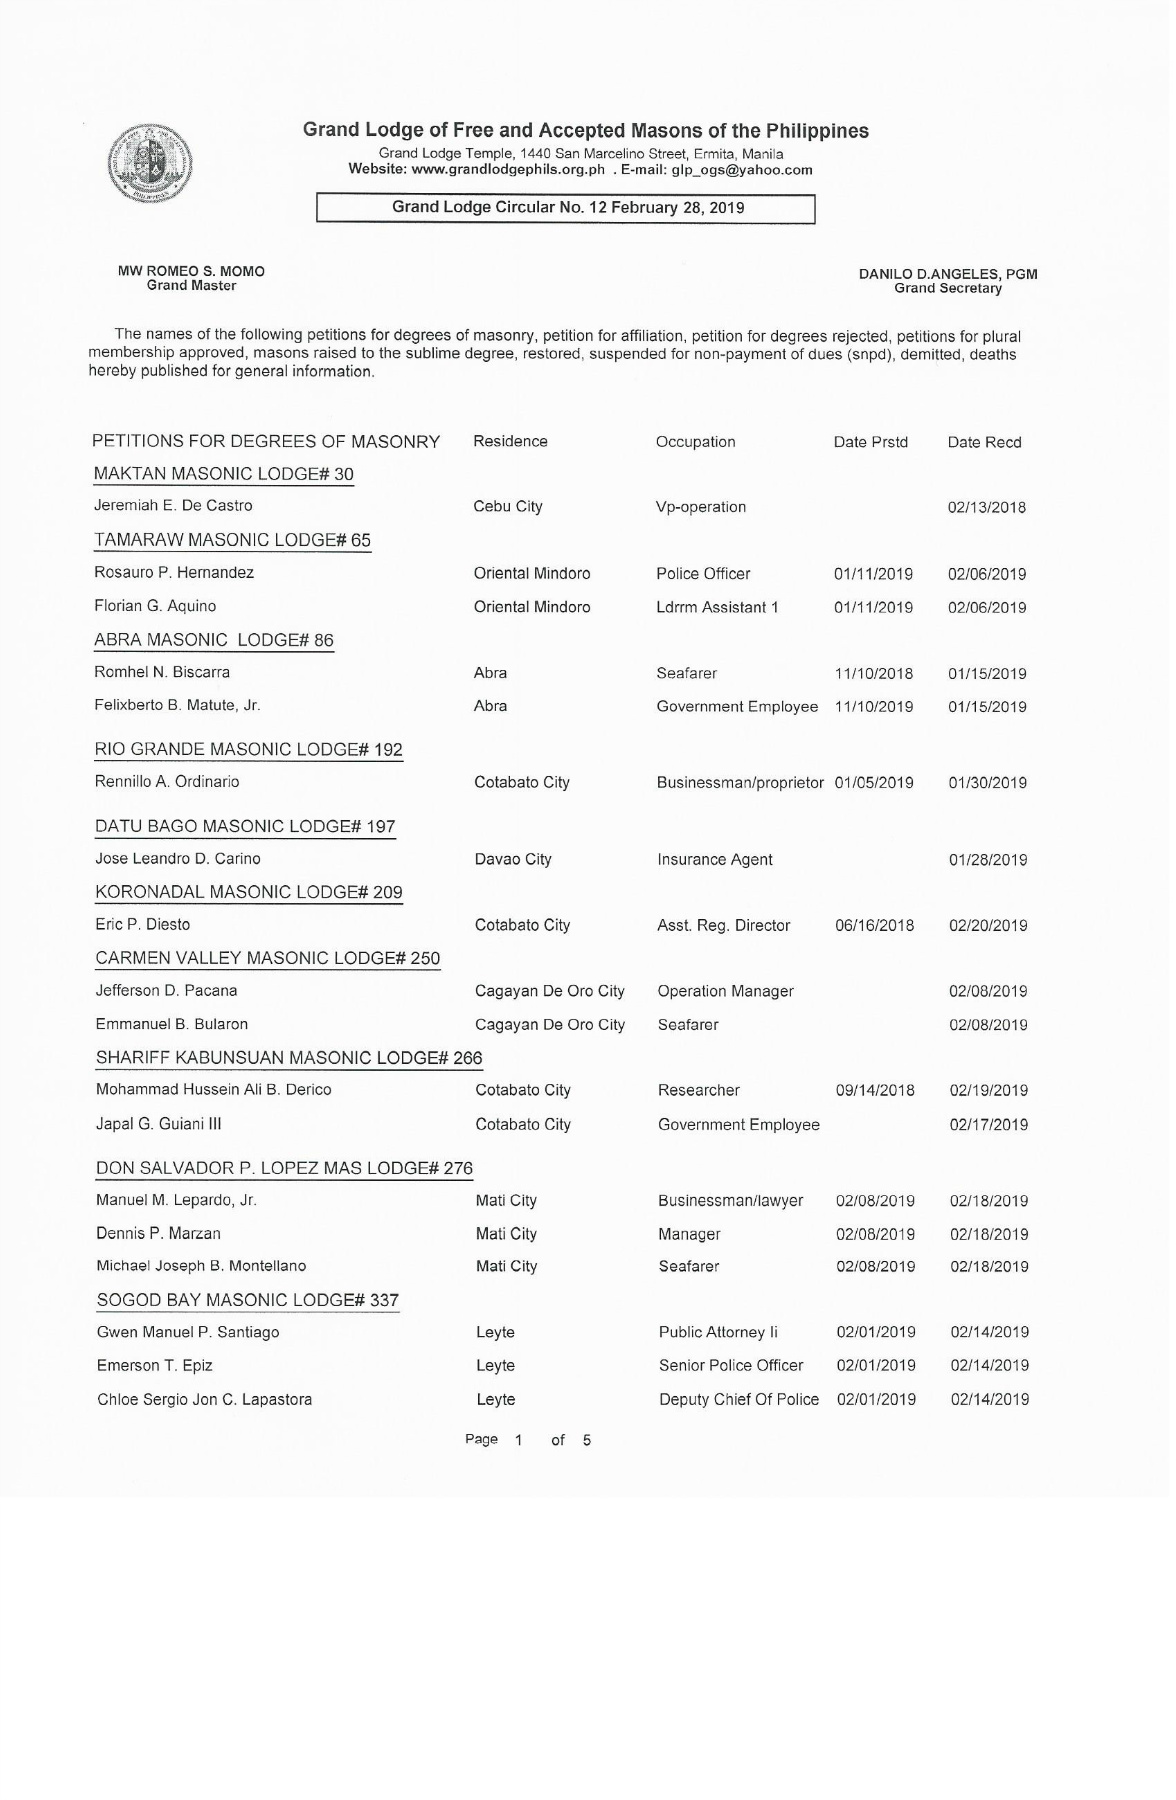 Grand Lodge of Free and Accepted Masons of the Philippines
Grand Lodge Temple, 1440 San Marcelino Street, Ermita, Manila
Website: www.grandlodgephils.org.ph . E-mail: glp_ogs@yahoo.com
Grand Lodge Circular No. 12 February 28, 2019
MW ROMEO S. MOMO
Grand Master
DANILO D.ANGELES, PGM
Grand Secretary
The names of the following petitions for degrees of masonry, petition for affiliation, petition for degrees rejected, petitions for plural
membership approved, masons raised to the sublime degree, restored, suspended for non-payment of dues (snpd), demitted, deaths
hereby published for general information.
PETITIONS FOR DEGREES OF MASONRY Residence Occupation Date Prstd Date Recd
MAKTAN MASONIC LODGE# 30
Jeremiah E. De Castro Cebu City Vp-operation 02/13/2018
TAMARAW MASONIC LODGE# 65
Rosauro P. Hernandez Oriental Mindoro Police Officer 01/11/2019 02/06/2019
Florian G. Aquino Oriental Mindoro Ldrrm Assistant 1 01/11/2019 02/06/2019
ABRA MASONIC LODGE# 86
Romhel N. Biscarra Abra Seafarer 11/10/2018 01/15/2019
Felixberto B. Matute, Jr. Abra Government Employee 11/10/2019 01/15/2019
RIO GRANDE MASONIC LODGE# 192
Rennillo A. Ordinario Cotabato City Businessman/proprietor 01/05/2019 01/30/2019
DATU BAGO MASONIC LODGE# 197
Jose Leandro D. Carino Davao City Insurance Agent 01/28/2019
KORONADAL MASONIC LODGE# 209
Eric P. Diesto Cotabato City Asst. Reg. Director 06/16/2018 02/20/2019
CARMEN VALLEY MASONIC LODGE# 250
Jefferson D. Pacana Cagayan De Oro City Operation Manager 02/08/2019
Emmanuel B. Bularon Cagayan De Oro City Seafarer 02/08/2019
SHARIFF KABUNSUAN MASONIC LODGE# 266
Mohammad Hussein Ali B. Derico Cotabato City Researcher 09/14/2018 02/19/2019
Japal G. Guiani III Cotabato City Government Employee 02/17/2019
DON SALVADOR P. LOPEZ MAS LODGE# 276
Manuel M. Lepardo, Jr. Mati City Businessman/lawyer 02/08/2019 02/18/2019
Dennis P. Marzan Mati City Manager 02/08/2019 02/18/2019
Michael Joseph B. Montellano Mati City Seafarer 02/08/2019 02/18/2019
SOGOD BAY MASONIC LODGE# 337
Gwen Manuel P. Santiago Leyte Public Attorney Ii 02/01/2019 02/14/2019
Emerson T. Epiz Leyte Senior Police Officer 02/01/2019 02/14/2019
Chloe Sergio Jon C. Lapastora Leyte Deputy Chief Of Police 02/01/2019 02/14/2019
Page 1 of 5